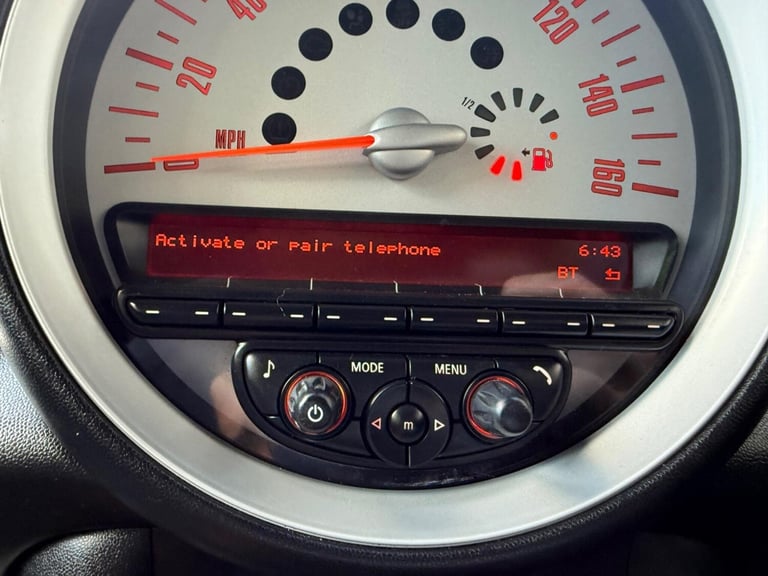 40
120
20
1/2
140
MPH
0
160
Activate or pair telephone 6:43
BT
MODE MENU
m